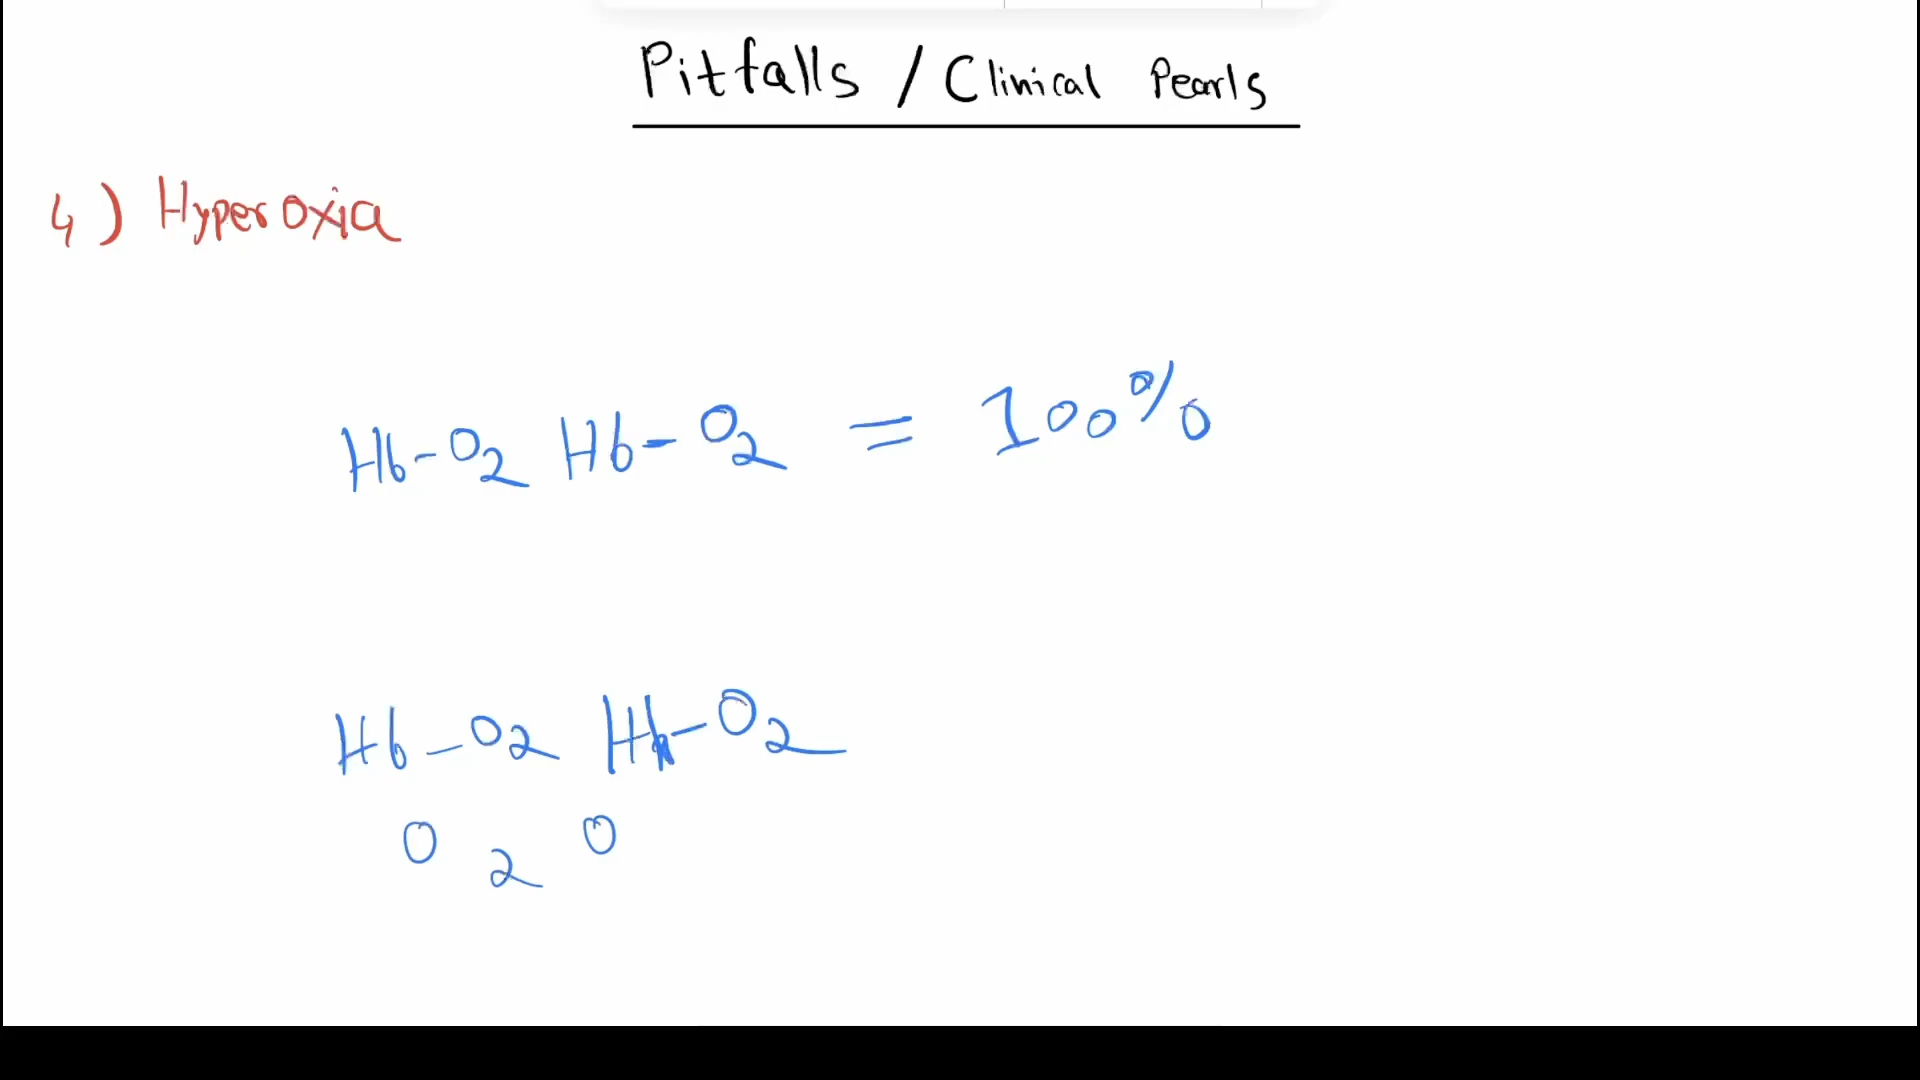 Pitfalls / Clinical Pearls
4) Hyperoxia
Hb-O2 Hb-O2 = 100%
Hb-O2 Hb-O2
O 2 O